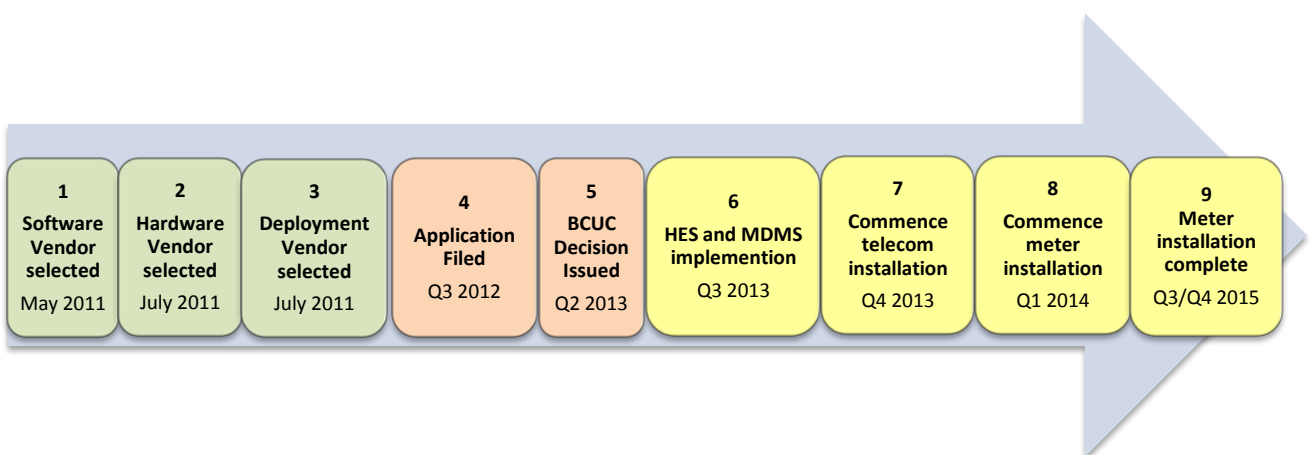 1
Software
Vendor
selected
May 2011
2
Hardware
Vendor
selected
July 2011
3
Deployment
Vendor
selected
July 2011
4
Application
Filed
Q3 2012
5
BCUC
Decision
Issued
Q2 2013
6
HES and MDMS
implemention
Q3 2013
7
Commence
telecom
installation
Q4 2013
8
Commence
meter
installation
Q1 2014
9
Meter
installation
complete
Q3/Q4 2015